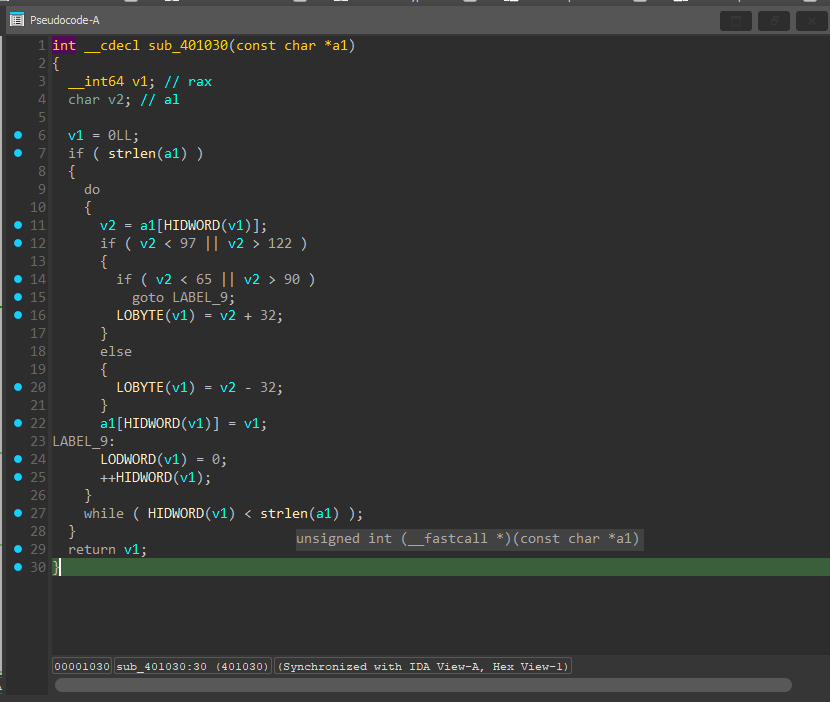 Pseudocode-A
1 int __cdecl sub_401030(const char *a1)
2 {
3   __int64 v1; // rax
4   char v2; // al
5
6   v1 = 0LL;
7   if ( strlen(a1) )
8   {
9     do
10     {
11       v2 = a1[HIDWORD(v1)];
12       if ( v2 < 97 || v2 > 122 )
13       {
14         if ( v2 < 65 || v2 > 90 )
15           goto LABEL_9;
16         LOBYTE(v1) = v2 + 32;
17       }
18       else
19       {
20         LOBYTE(v1) = v2 - 32;
21       }
22       a1[HIDWORD(v1)] = v1;
23 LABEL_9:
24       LODWORD(v1) = 0;
25       ++HIDWORD(v1);
26     }
27     while ( HIDWORD(v1) < strlen(a1) );
28   }
unsigned int (__fastcall *)(const char *a1)
29   return v1;
30 }
00001030 sub_401030:30 (401030) (Synchronized with IDA View-A, Hex View-1)